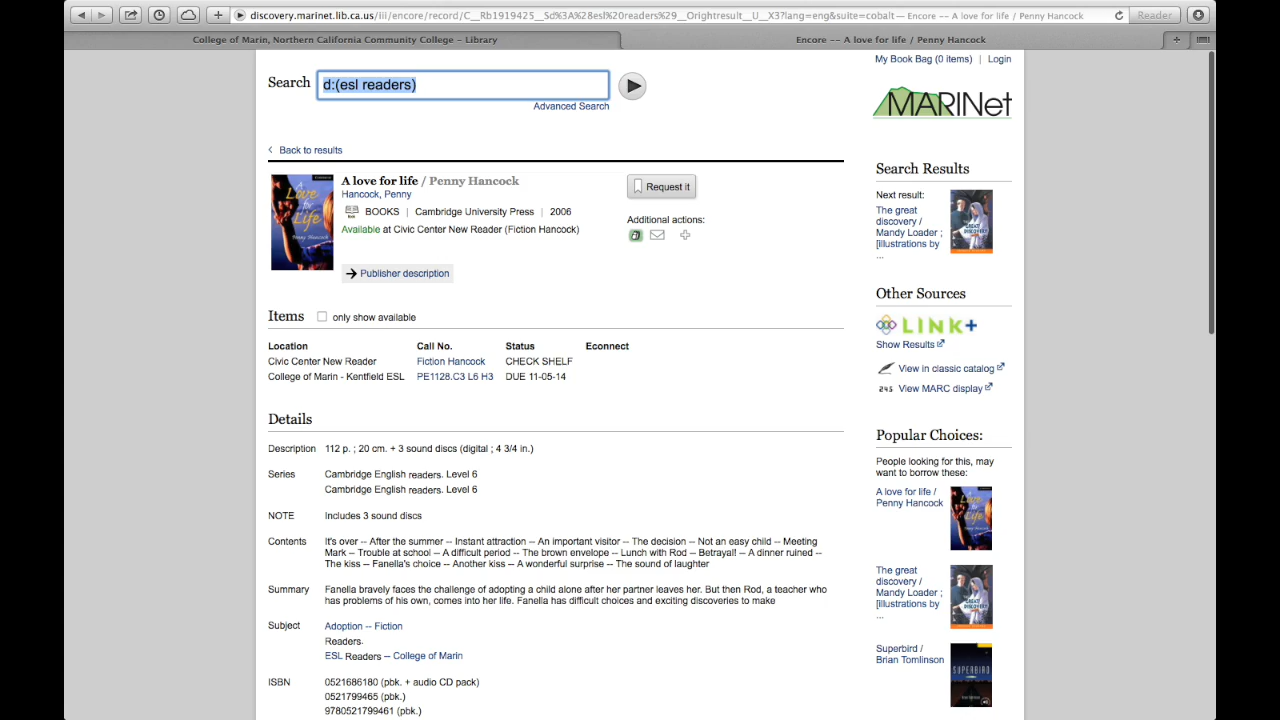 discovery.marinet.lib.ca.us/iii/encore/record/C__Rb1919425__Sd%3A%28esl%20readers%29__Orightresult__U__X3?lang=eng&suite=cobalt — Encore -- A love for life / Penny Hancock
Reader
College of Marin, Northern California Community College – Library
Encore -- A love for life / Penny Hancock
My Book Bag (0 items) | Login
Search d:(esl readers)
Advanced Search
MARINet
Back to results
A love for life / Penny Hancock
Hancock, Penny
BOOKS | Cambridge University Press | 2006
Available at Civic Center New Reader (Fiction Hancock)
Publisher description
Request it
Additional actions:
A Love for Life
Penny Hancock
Items only show available
Location Call No. Status Econnect
Civic Center New Reader Fiction Hancock CHECK SHELF
College of Marin - Kentfield ESL PE1128.C3 L6 H3 DUE 11-05-14
Details
Description 112 p. ; 20 cm. + 3 sound discs (digital ; 4 3/4 in.)
Series Cambridge English readers. Level 6
Cambridge English readers. Level 6
NOTE Includes 3 sound discs
Contents It's over -- After the summer -- Instant attraction -- An important visitor -- The decision -- Not an easy child -- Meeting
Mark -- Trouble at school -- A difficult period -- The brown envelope -- Lunch with Rod -- Betrayal! -- A dinner ruined --
The kiss -- Fanella's choice -- Another kiss -- A wonderful surprise -- The sound of laughter
Summary Fanella bravely faces the challenge of adopting a child alone after her partner leaves her. But then Rod, a teacher who
has problems of his own, comes into her life. Fanella has difficult choices and exciting discoveries to make
Subject Adoption -- Fiction
Readers.
ESL Readers -- College of Marin
ISBN 0521686180 (pbk. + audio CD pack)
0521799465 (pbk.)
9780521799461 (pbk.)
Search Results
Next result:
The great
discovery /
Mandy Loader ;
[illustrations by
...
Other Sources
LINK+
Show Results
View in classic catalog
245 View MARC display
Popular Choices:
People looking for this, may
want to borrow these:
A love for life /
Penny Hancock
The great
discovery /
Mandy Loader ;
[illustrations by
...
Superbird /
Brian Tomlinson
SUPERBIRD